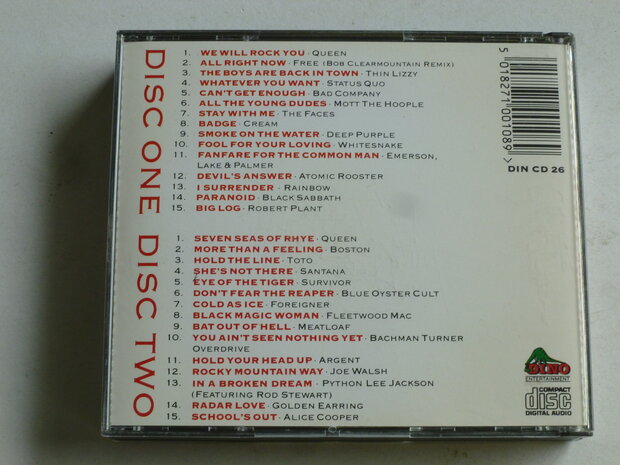 DISC ONE
1. WE WILL ROCK YOU · QUEEN
2. ALL RIGHT NOW · FREE (BOB CLEARMOUNTAIN REMIX)
3. THE BOYS ARE BACK IN TOWN · THIN LIZZY
4. WHATEVER YOU WANT · STATUS QUO
5. CAN'T GET ENOUGH · BAD COMPANY
6. ALL THE YOUNG DUDES · MOTT THE HOOPLE
7. STAY WITH ME · THE FACES
8. BADGE · CREAM
9. SMOKE ON THE WATER · DEEP PURPLE
10. FOOL FOR YOUR LOVING · WHITESNAKE
11. FANFARE FOR THE COMMON MAN · EMERSON,
LAKE & PALMER
12. DEVIL'S ANSWER · ATOMIC ROOSTER
13. I SURRENDER · RAINBOW
14. PARANOID · BLACK SABBATH
15. BIG LOG · ROBERT PLANT
DISC TWO
1. SEVEN SEAS OF RHYE · QUEEN
2. MORE THAN A FEELING · BOSTON
3. HOLD THE LINE · TOTO
4. SHE'S NOT THERE · SANTANA
5. EYE OF THE TIGER · SURVIVOR
6. DON'T FEAR THE REAPER · BLUE OYSTER CULT
7. COLD AS ICE · FOREIGNER
8. BLACK MAGIC WOMAN · FLEETWOOD MAC
9. BAT OUT OF HELL · MEATLOAF
10. YOU AIN'T SEEN NOTHING YET · BACHMAN TURNER
OVERDRIVE
11. HOLD YOUR HEAD UP · ARGENT
12. ROCKY MOUNTAIN WAY · JOE WALSH
13. IN A BROKEN DREAM · PYTHON LEE JACKSON
(FEATURING ROD STEWART)
14. RADAR LOVE · GOLDEN EARRING
15. SCHOOL'S OUT · ALICE COOPER
5 018271 001089 >
DIN CD 26
DINO
ENTERTAINMENT
COMPACT
disc
DIGITAL AUDIO